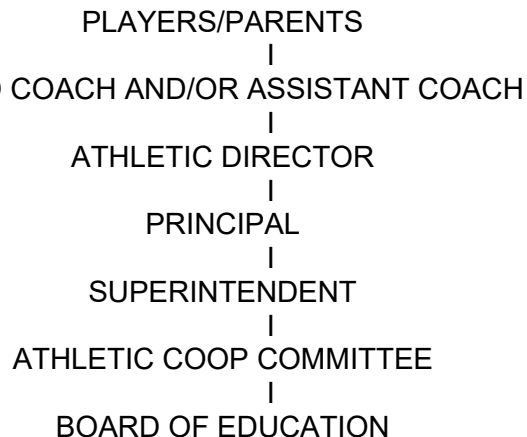 PLAYERS/PARENTS
I
COACH AND/OR ASSISTANT COACH
I
ATHLETIC DIRECTOR
I
PRINCIPAL
I
SUPERINTENDENT
I
ATHLETIC COOP COMMITTEE
I
BOARD OF EDUCATION